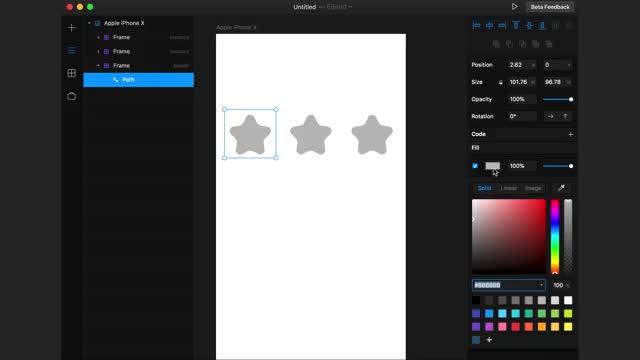 Untitled — Edited
Beta Feedback
Apple iPhone X
Apple iPhone X
Frame
Frame
Frame
Path
Position 2.62 0
Size 101.76 96.78
Opacity 100%
Rotation 0°
Code
Fill
100%
Solid Linear Image
100